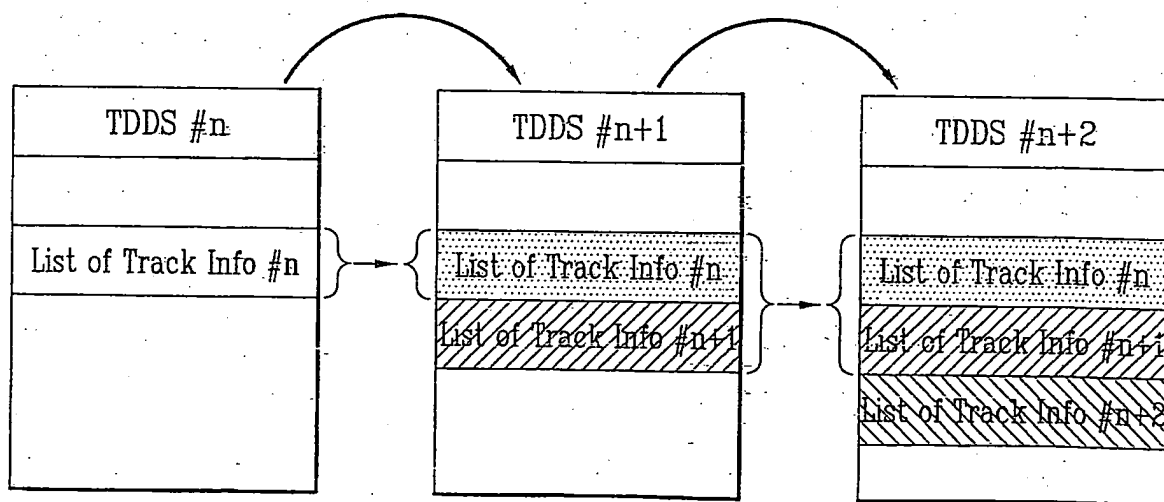 TDDS #n
TDDS #n+1
TDDS #n+2
List of Track Info #n
List of Track Info #n
List of Track Info #n
List of Track Info #n+1
List of Track Info #n+1
List of Track Info #n+2